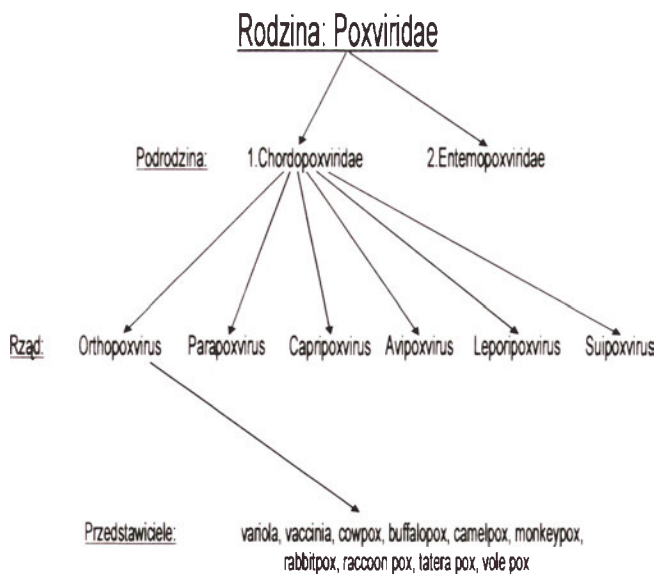 Rodzina: Poxviridae
Podrodzina: 1.Chordopoxviridae 2.Entemopoxviridae
Rząd: Orthopoxvirus Parapoxvirus Capripoxvirus Avipoxvirus Leporipoxvirus Suipoxvirus
Przedstawiciele: variola, vaccinia, cowpox, buffalopox, camelpox, monkeypox,
rabbitpox, raccoon pox, tatera pox, vole pox